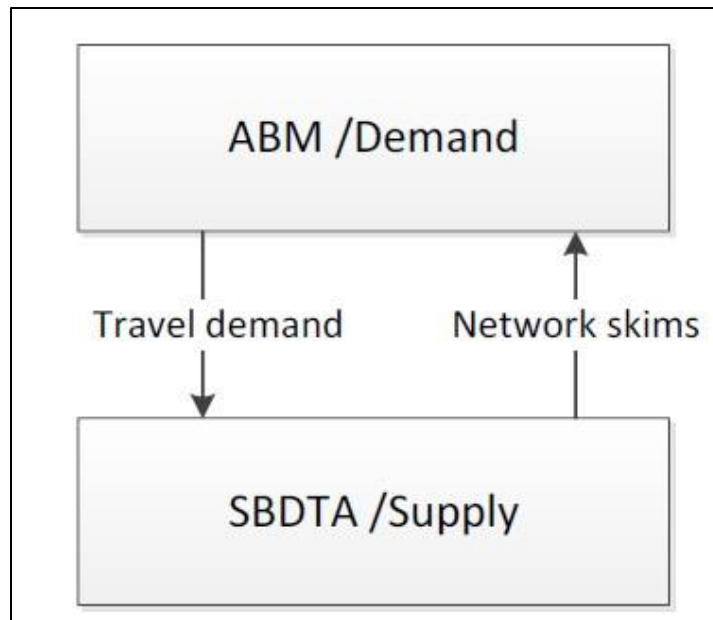 ABM /Demand
Travel demand
Network skims
SBDTA /Supply